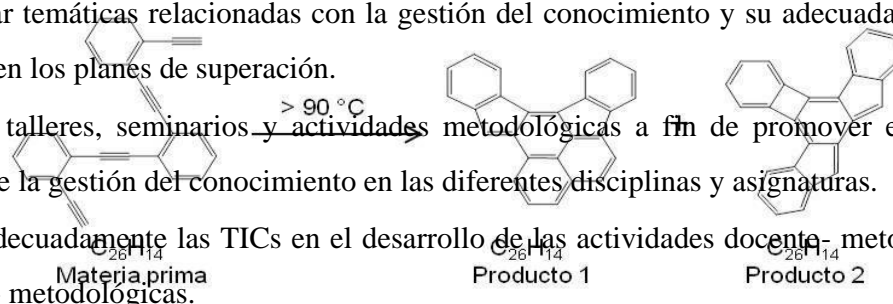 ar temáticas relacionadas con la gestión del conocimiento y su adecuada
en los planes de superación.
> 90 °C
+
talleres, seminarios y actividades metodológicas a fin de promover e
e la gestión del conocimiento en las diferentes disciplinas y asignaturas.
decuadamente las TICs en el desarrollo de las actividades docente- meto
C26H14
C26H14
C26H14
Materia prima
Producto 1
Producto 2
metodológicas.